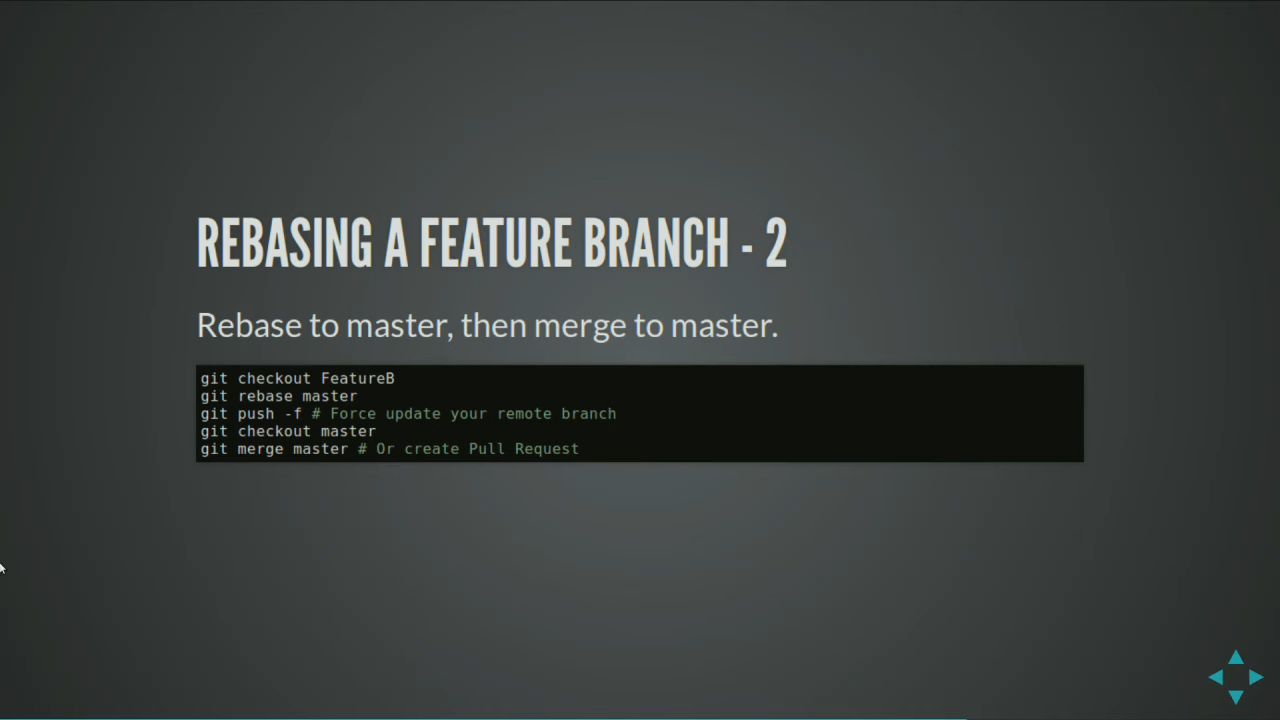 REBASING A FEATURE BRANCH - 2
Rebase to master, then merge to master.
git checkout FeatureB
git rebase master
git push -f # Force update your remote branch
git checkout master
git merge master # Or create Pull Request